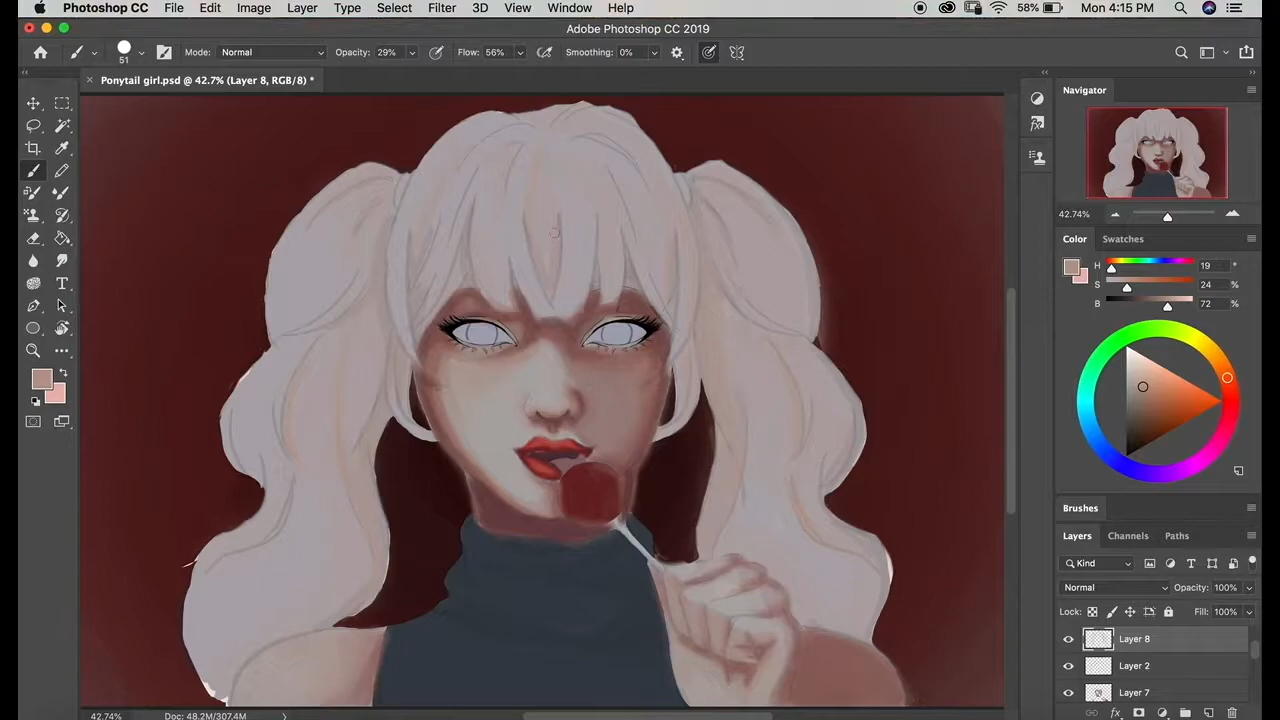 Photoshop CC File Edit Image Layer Type Select Filter 3D View Window Help 58% Mon 4:15 PM
Adobe Photoshop CC 2019
51 Mode: Normal Opacity: 29% Flow: 56% Smoothing: 0%
Ponytail girl.psd @ 42.7% (Layer 8, RGB/8) *
Navigator
42.74%
Color Swatches
H 19 °
S 24 %
B 72 %
Brushes
Layers Channels Paths
Kind
Normal Opacity: 100%
Lock: Fill: 100%
Layer 8
Layer 2
Layer 7
42.74% Doc: 48.2M/307.4M